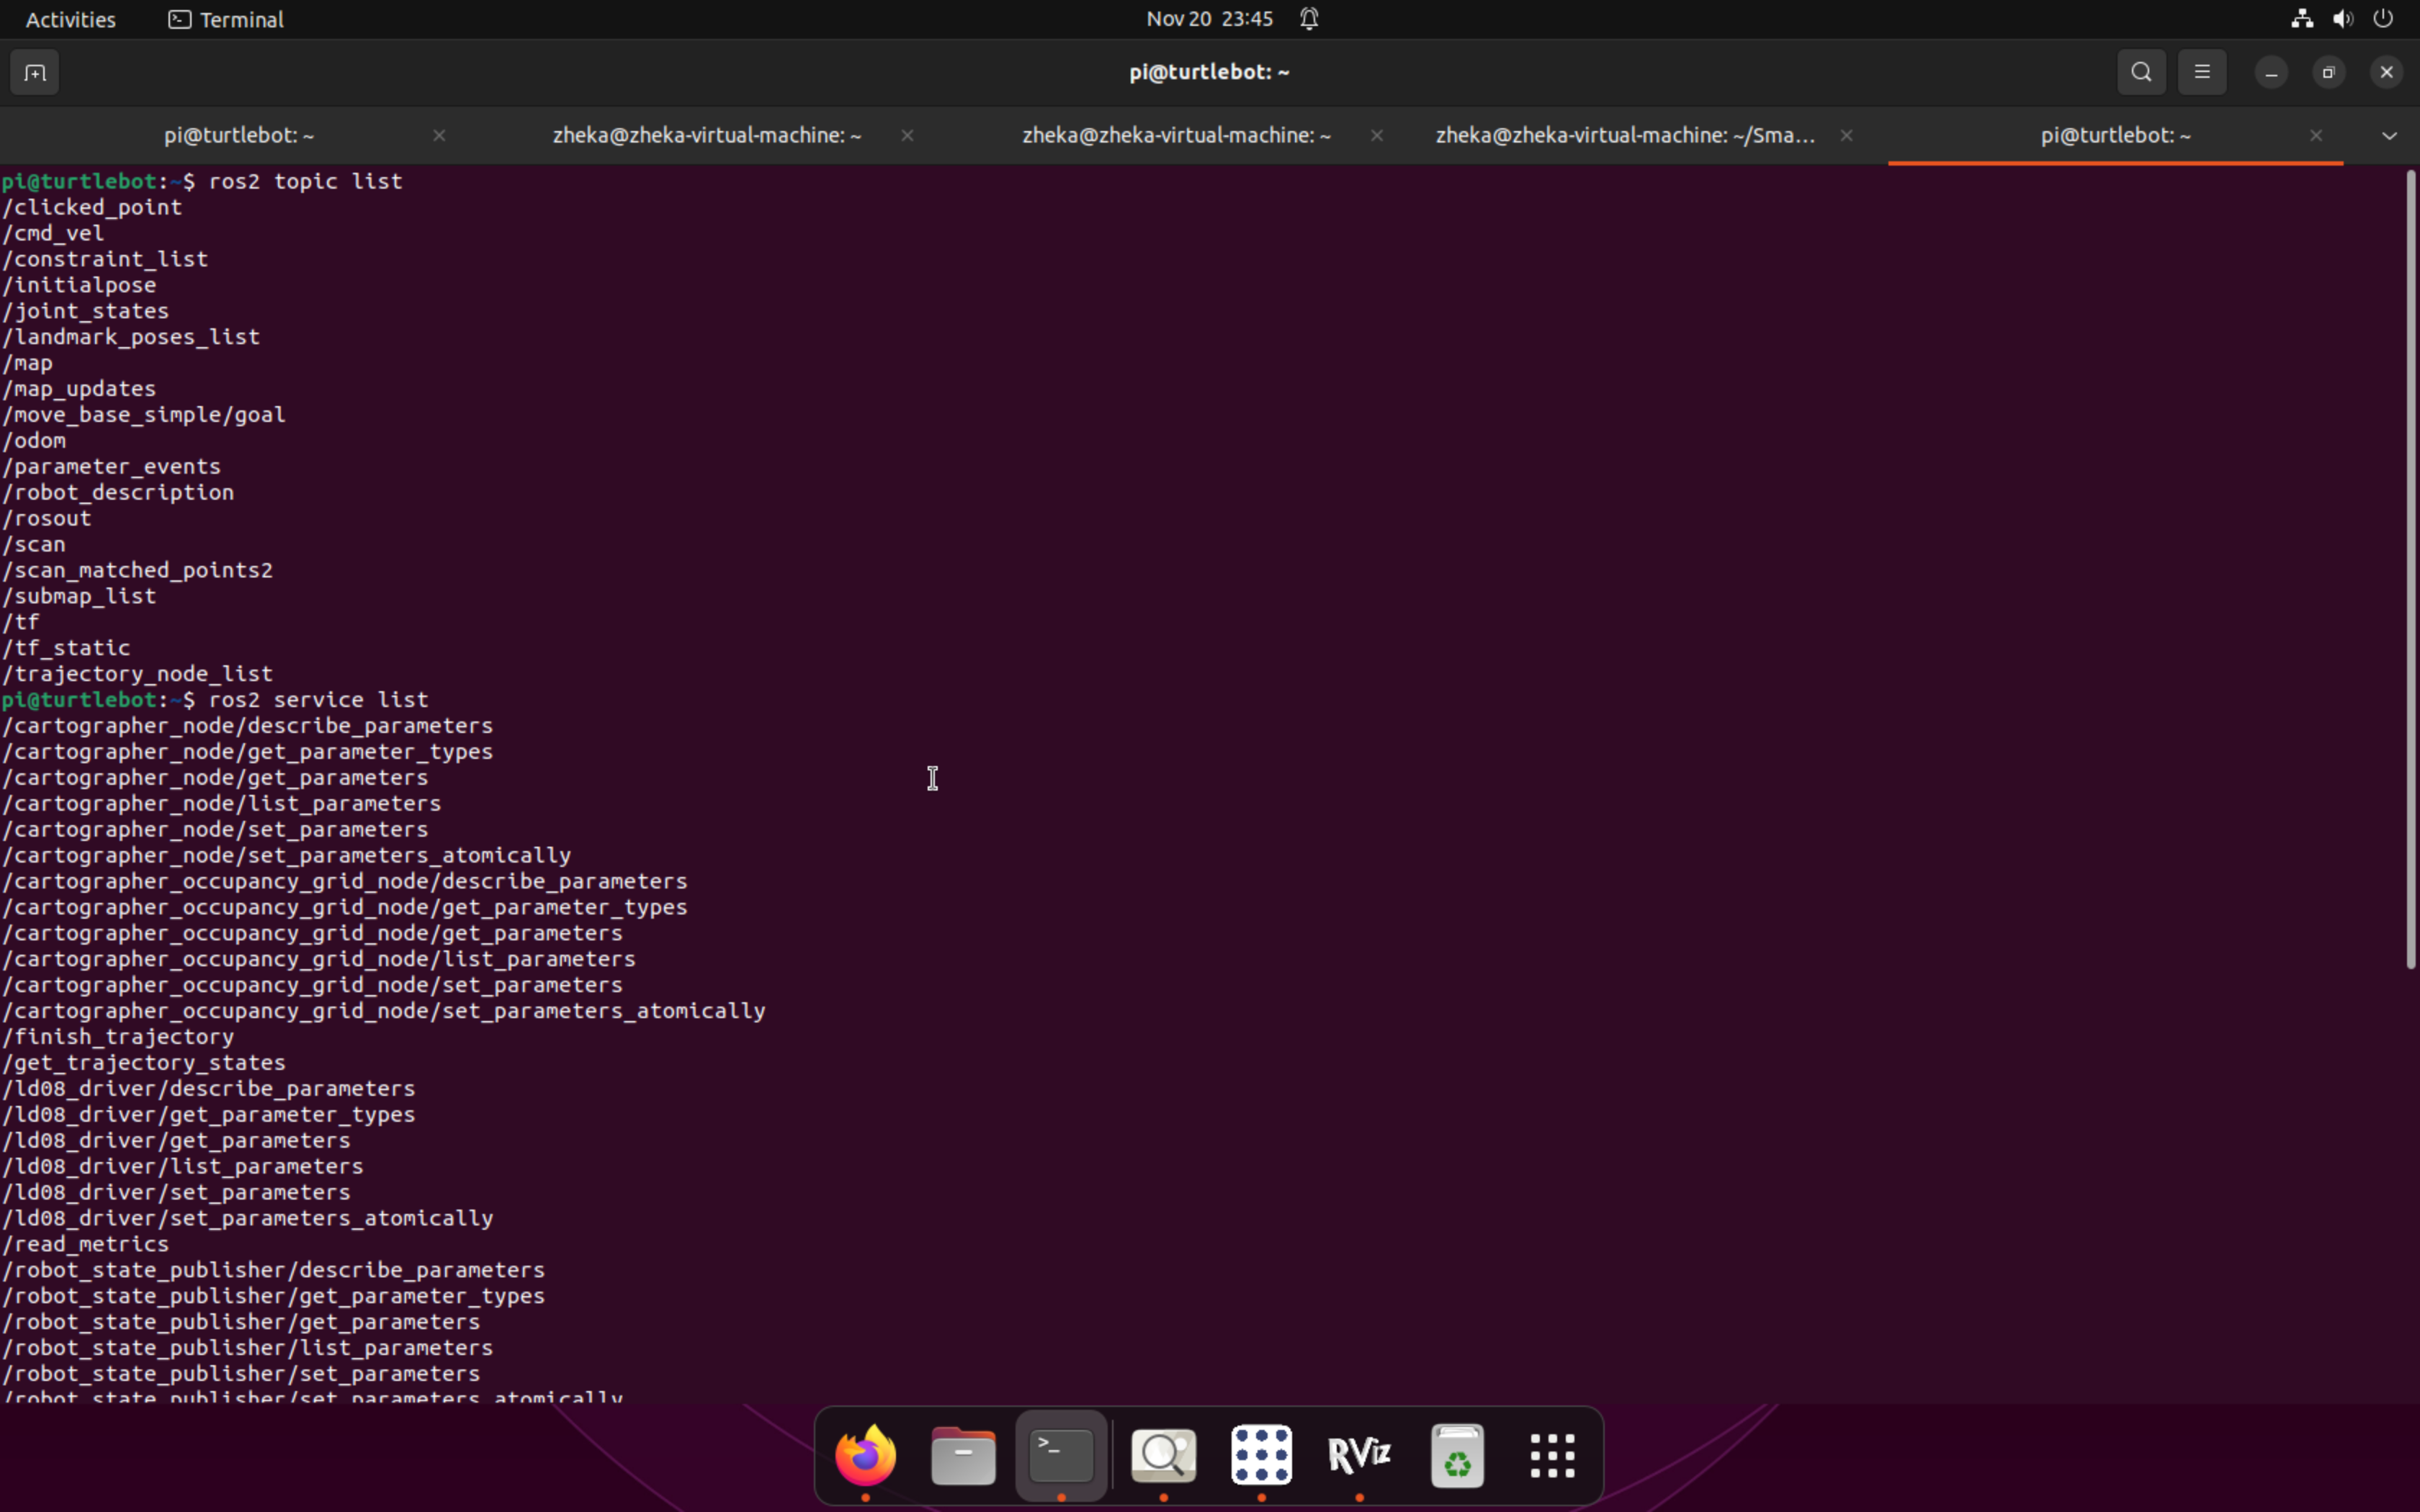 Activities Terminal Nov 20 23:45
pi@turtlebot: ~
pi@turtlebot: ~ zheka@zheka-virtual-machine: ~ zheka@zheka-virtual-machine: ~ zheka@zheka-virtual-machine: ~/Sma... pi@turtlebot: ~
pi@turtlebot:~$ ros2 topic list
/clicked_point
/cmd_vel
/constraint_list
/initialpose
/joint_states
/landmark_poses_list
/map
/map_updates
/move_base_simple/goal
/odom
/parameter_events
/robot_description
/rosout
/scan
/scan_matched_points2
/submap_list
/tf
/tf_static
/trajectory_node_list
pi@turtlebot:~$ ros2 service list
/cartographer_node/describe_parameters
/cartographer_node/get_parameter_types
/cartographer_node/get_parameters
/cartographer_node/list_parameters
/cartographer_node/set_parameters
/cartographer_node/set_parameters_atomically
/cartographer_occupancy_grid_node/describe_parameters
/cartographer_occupancy_grid_node/get_parameter_types
/cartographer_occupancy_grid_node/get_parameters
/cartographer_occupancy_grid_node/list_parameters
/cartographer_occupancy_grid_node/set_parameters
/cartographer_occupancy_grid_node/set_parameters_atomically
/finish_trajectory
/get_trajectory_states
/ld08_driver/describe_parameters
/ld08_driver/get_parameter_types
/ld08_driver/get_parameters
/ld08_driver/list_parameters
/ld08_driver/set_parameters
/ld08_driver/set_parameters_atomically
/read_metrics
/robot_state_publisher/describe_parameters
/robot_state_publisher/get_parameter_types
/robot_state_publisher/get_parameters
/robot_state_publisher/list_parameters
/robot_state_publisher/set_parameters
/robot_state_publisher/set_parameters_atomically
>_ RViz